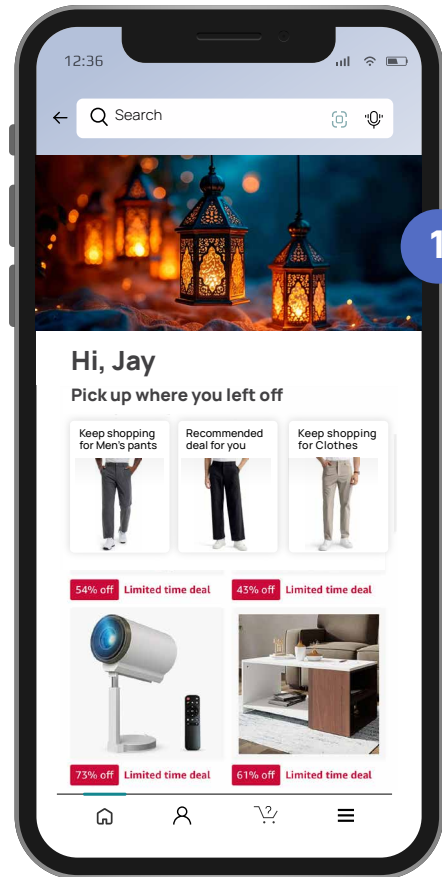 12:36
Search
1
Hi, Jay
Pick up where you left off
Keep shopping
for Men's pants
Recommended
deal for you
Keep shopping
for Clothes
54% off Limited time deal
43% off Limited time deal
73% off Limited time deal
61% off Limited time deal
?